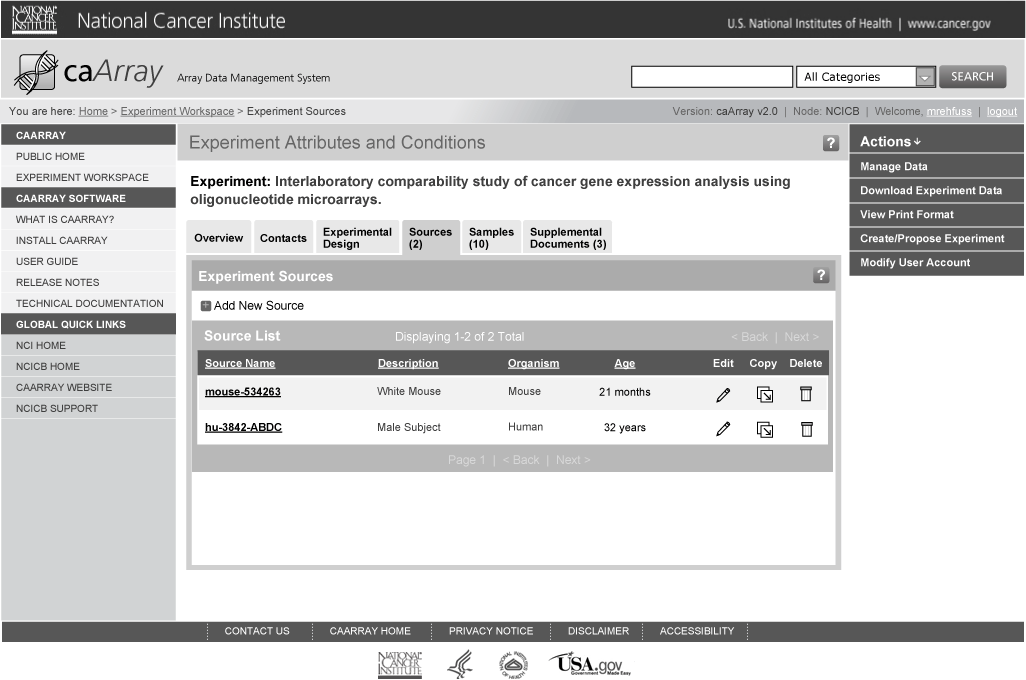 NATIONAL CANCER INSTITUTE
National Cancer Institute
U.S. National Institutes of Health | www.cancer.gov
caArray Array Data Management System
All Categories SEARCH
You are here: Home > Experiment Workspace > Experiment Sources
Version: caArray v2.0 | Node: NCICB | Welcome, mrehfuss | logout
CAARRAY
PUBLIC HOME
EXPERIMENT WORKSPACE
CAARRAY SOFTWARE
WHAT IS CAARRAY?
INSTALL CAARRAY
USER GUIDE
RELEASE NOTES
TECHNICAL DOCUMENTATION
GLOBAL QUICK LINKS
NCI HOME
NCICB HOME
CAARRAY WEBSITE
NCICB SUPPORT
Experiment Attributes and Conditions ?
Experiment: Interlaboratory comparability study of cancer gene expression analysis using
oligonucleotide microarrays.
Overview
Contacts
Experimental
Design
Sources
(2)
Samples
(10)
Supplemental
Documents (3)
Experiment Sources ?
Add New Source
Source List Displaying 1-2 of 2 Total < Back | Next >
Source Name Description Organism Age Edit Copy Delete
mouse-534263 White Mouse Mouse 21 months
hu-3842-ABDC Male Subject Human 32 years
Page 1 | < Back | Next >
Actions
Manage Data
Download Experiment Data
View Print Format
Create/Propose Experiment
Modify User Account
CONTACT US CAARRAY HOME PRIVACY NOTICE DISCLAIMER ACCESSIBILITY
NATIONAL CANCER INSTITUTE
USA.gov
Government Made Easy